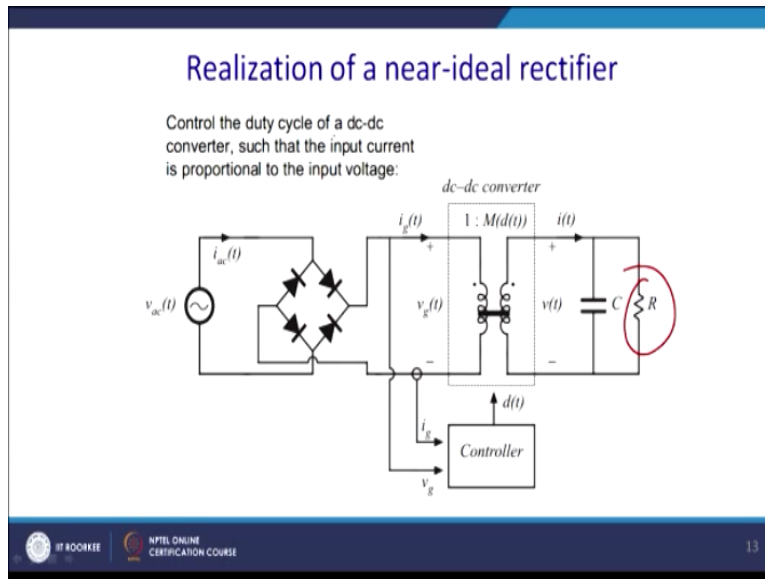 Realization of a near-ideal rectifier
Control the duty cycle of a dc-dc
converter, such that the input current
is proportional to the input voltage:
dc–dc converter
i_ac(t)
i_g(t)
1 : M(d(t))
i(t)
+
+
v_ac(t)
v_g(t)
v(t)
C
R
–
–
d(t)
i_g
Controller
v_g
IIT ROORKEE
NPTEL ONLINE
CERTIFICATION COURSE
13